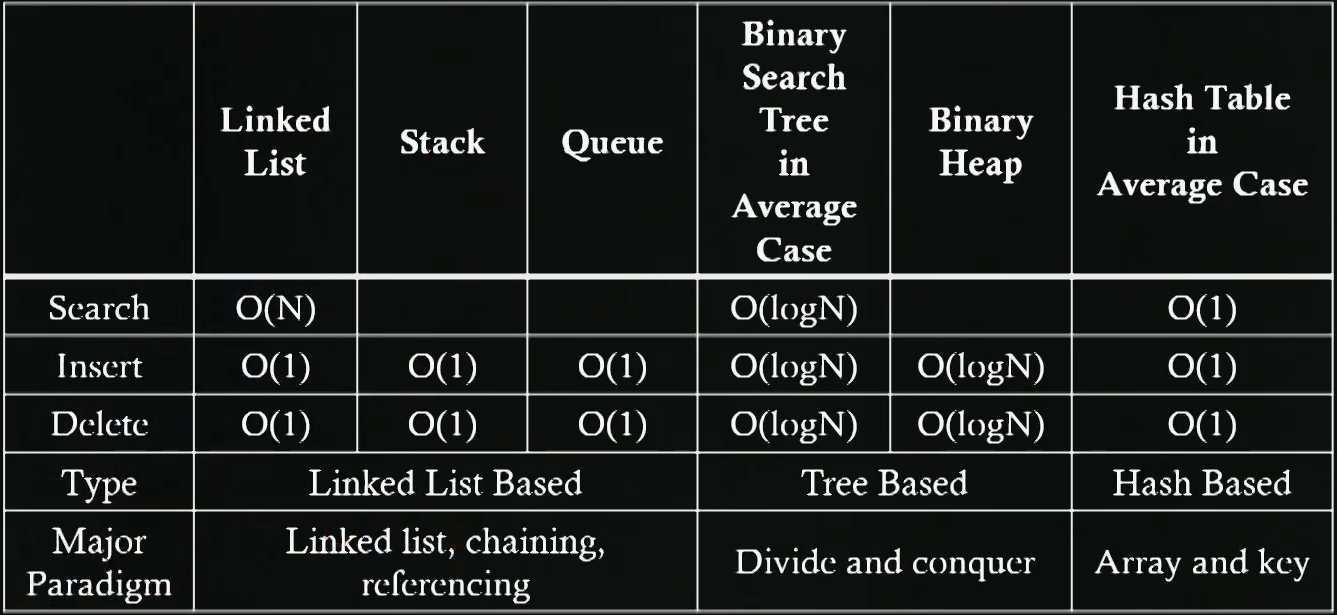 Linked List
Stack
Queue
Binary Search Tree in Average Case
Binary Heap
Hash Table in Average Case
Search O(N) O(logN) O(1)
Insert O(1) O(1) O(1) O(logN) O(logN) O(1)
Delete O(1) O(1) O(1) O(logN) O(logN) O(1)
Type Linked List Based Tree Based Hash Based
Major Paradigm Linked list, chaining, referencing Divide and conquer Array and key